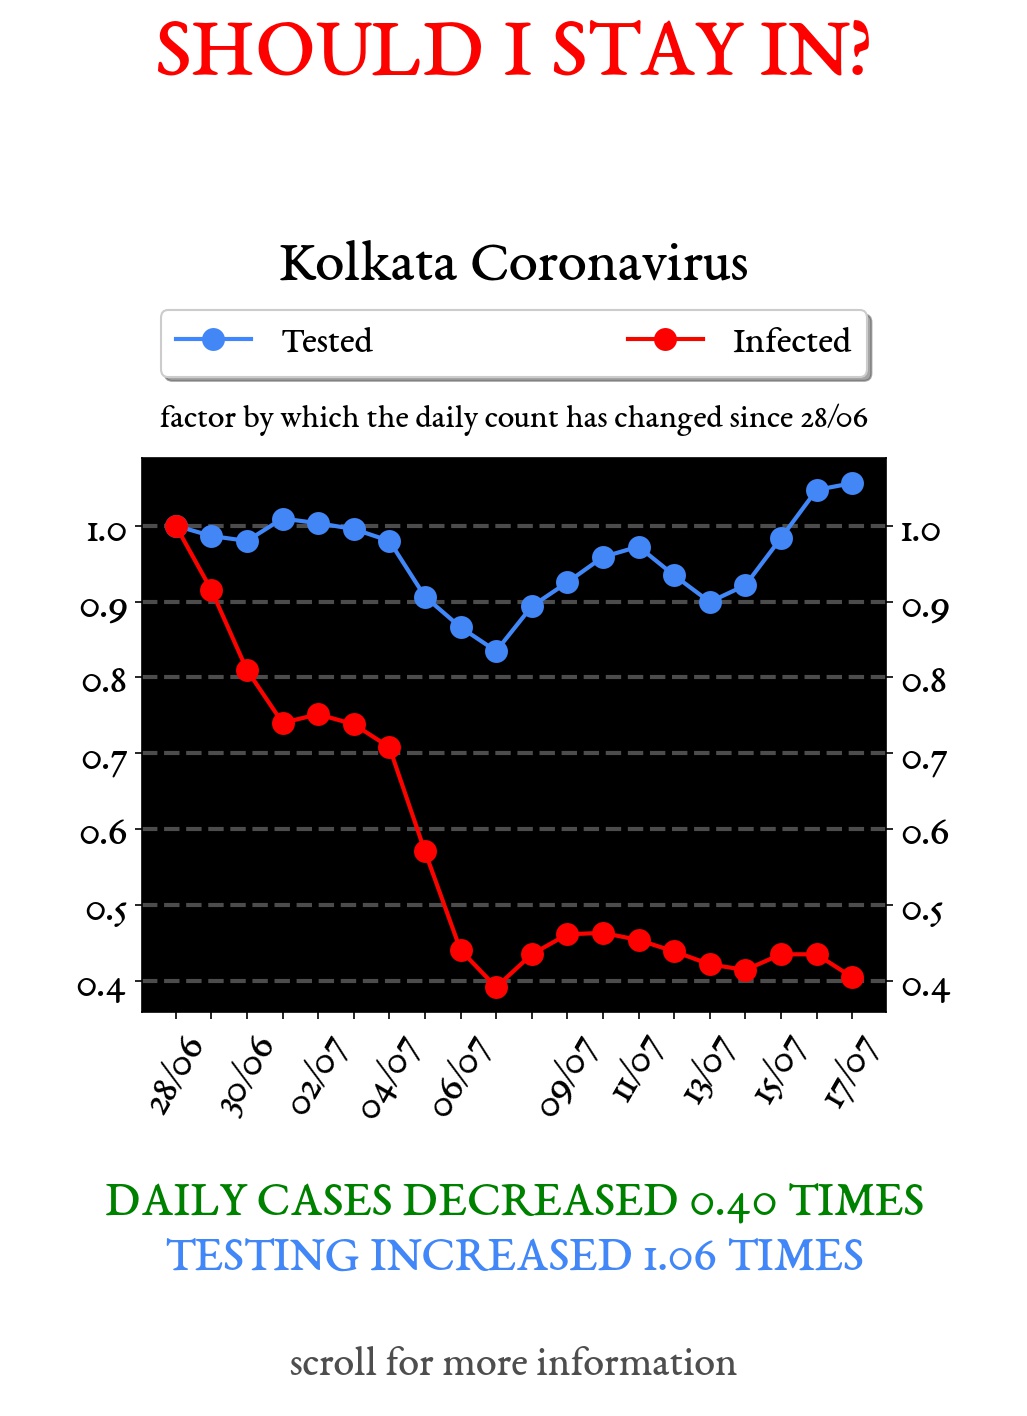 SHOULD I STAY IN?
Kolkata Coronavirus
Tested Infected
factor by which the daily count has changed since 28/06
1.0 1.0
0.9 0.9
0.8 0.8
0.7 0.7
0.6 0.6
0.5 0.5
0.4 0.4
28/06 30/06 02/07 04/07 06/07 09/07 11/07 13/07 15/07 17/07
DAILY CASES DECREASED 0.40 TIMES
TESTING INCREASED 1.06 TIMES
scroll for more information